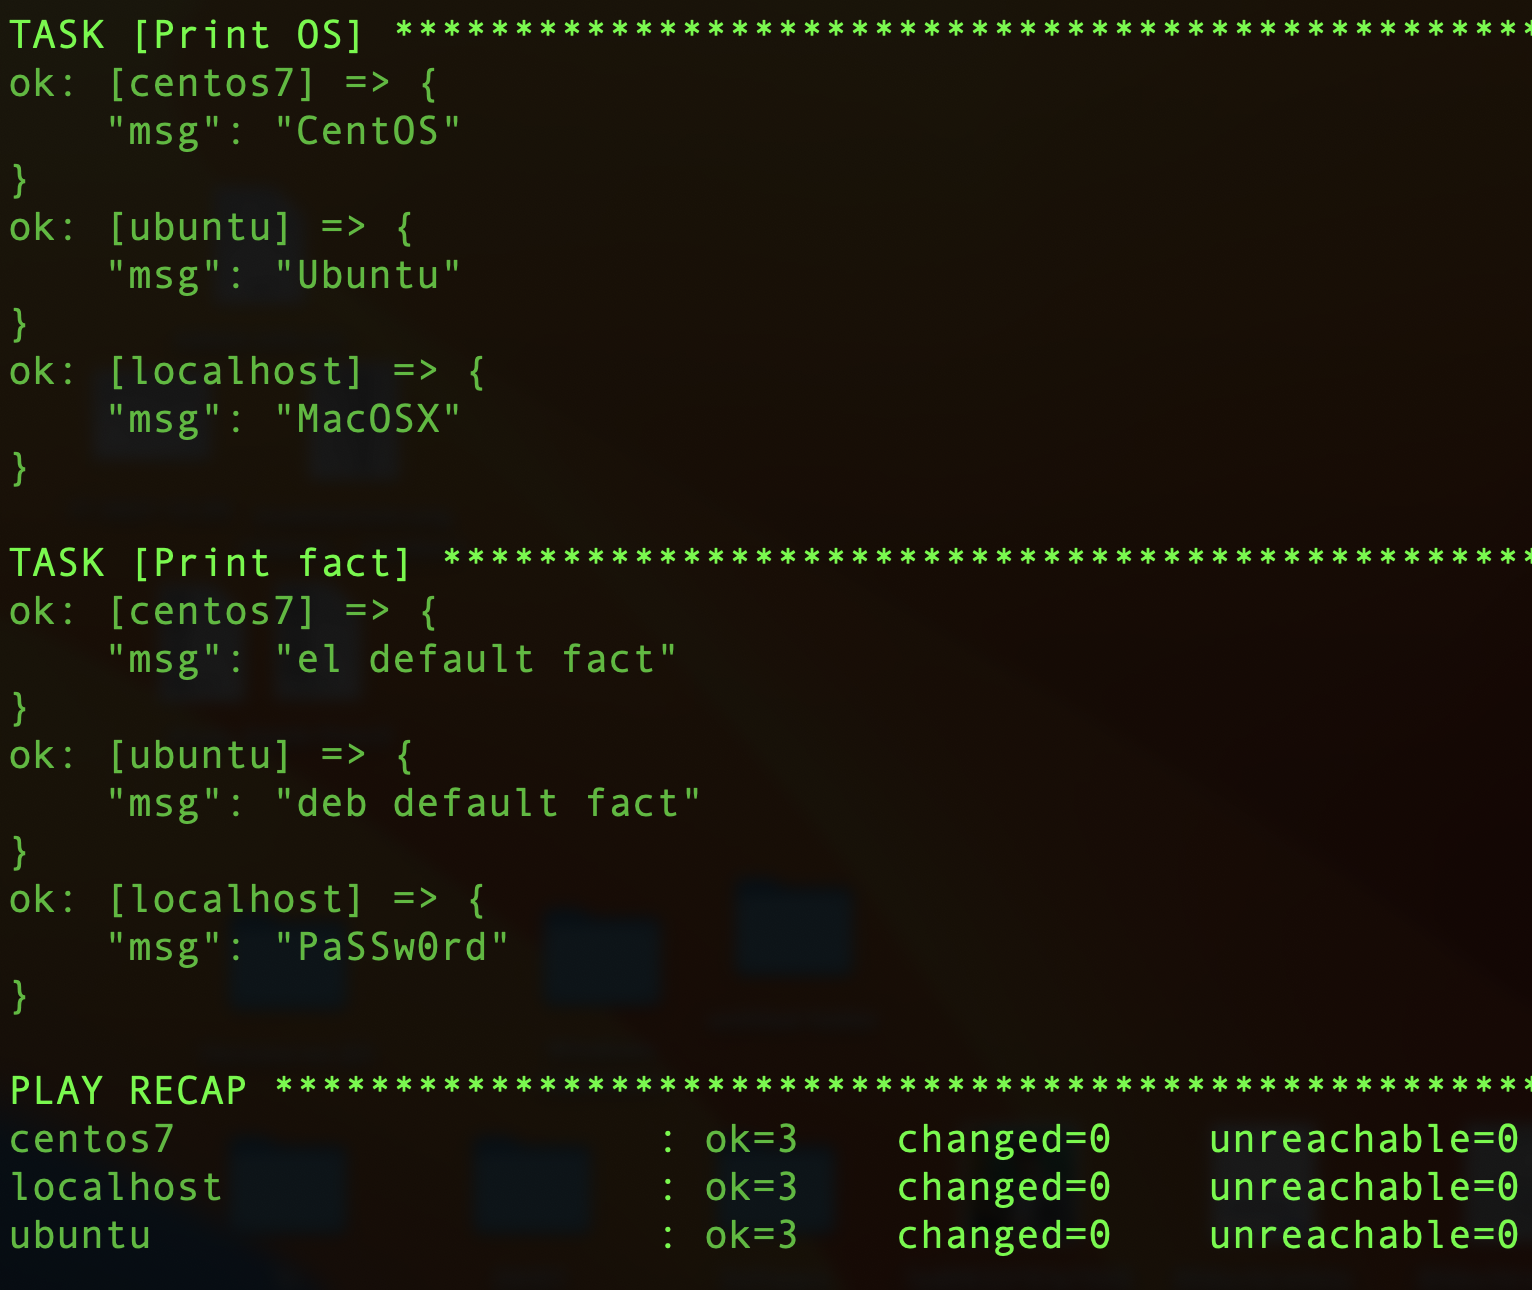 TASK [Print OS] ***********************************************
ok: [centos7] => {
    "msg": "CentOS"
}
ok: [ubuntu] => {
    "msg": "Ubuntu"
}
ok: [localhost] => {
    "msg": "MacOSX"
}

TASK [Print fact] *********************************************
ok: [centos7] => {
    "msg": "el default fact"
}
ok: [ubuntu] => {
    "msg": "deb default fact"
}
ok: [localhost] => {
    "msg": "PaSSw0rd"
}

PLAY RECAP ****************************************************
centos7                    : ok=3    changed=0    unreachable=0
localhost                  : ok=3    changed=0    unreachable=0
ubuntu                     : ok=3    changed=0    unreachable=0